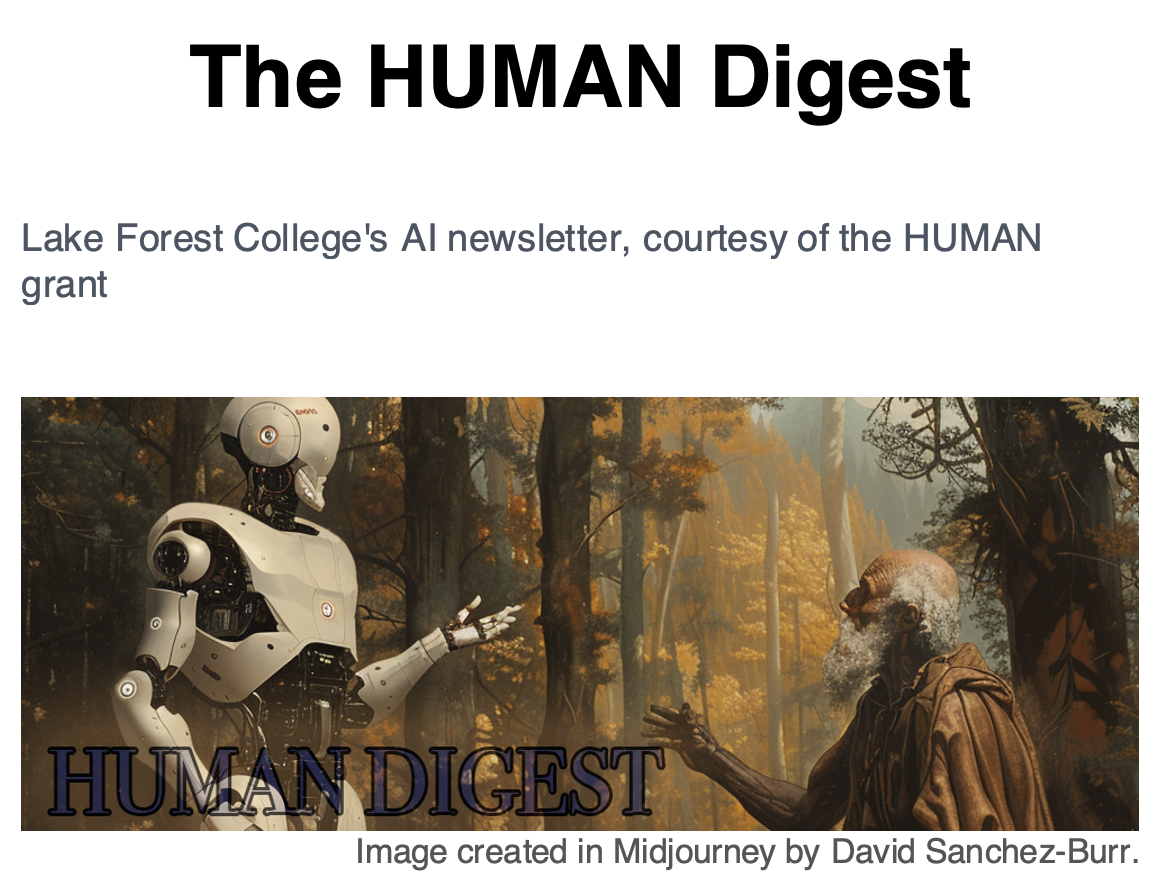 The HUMAN Digest
Lake Forest College's AI newsletter, courtesy of the HUMAN
grant
HUMAN DIGEST
Image created in Midjourney by David Sanchez-Burr.